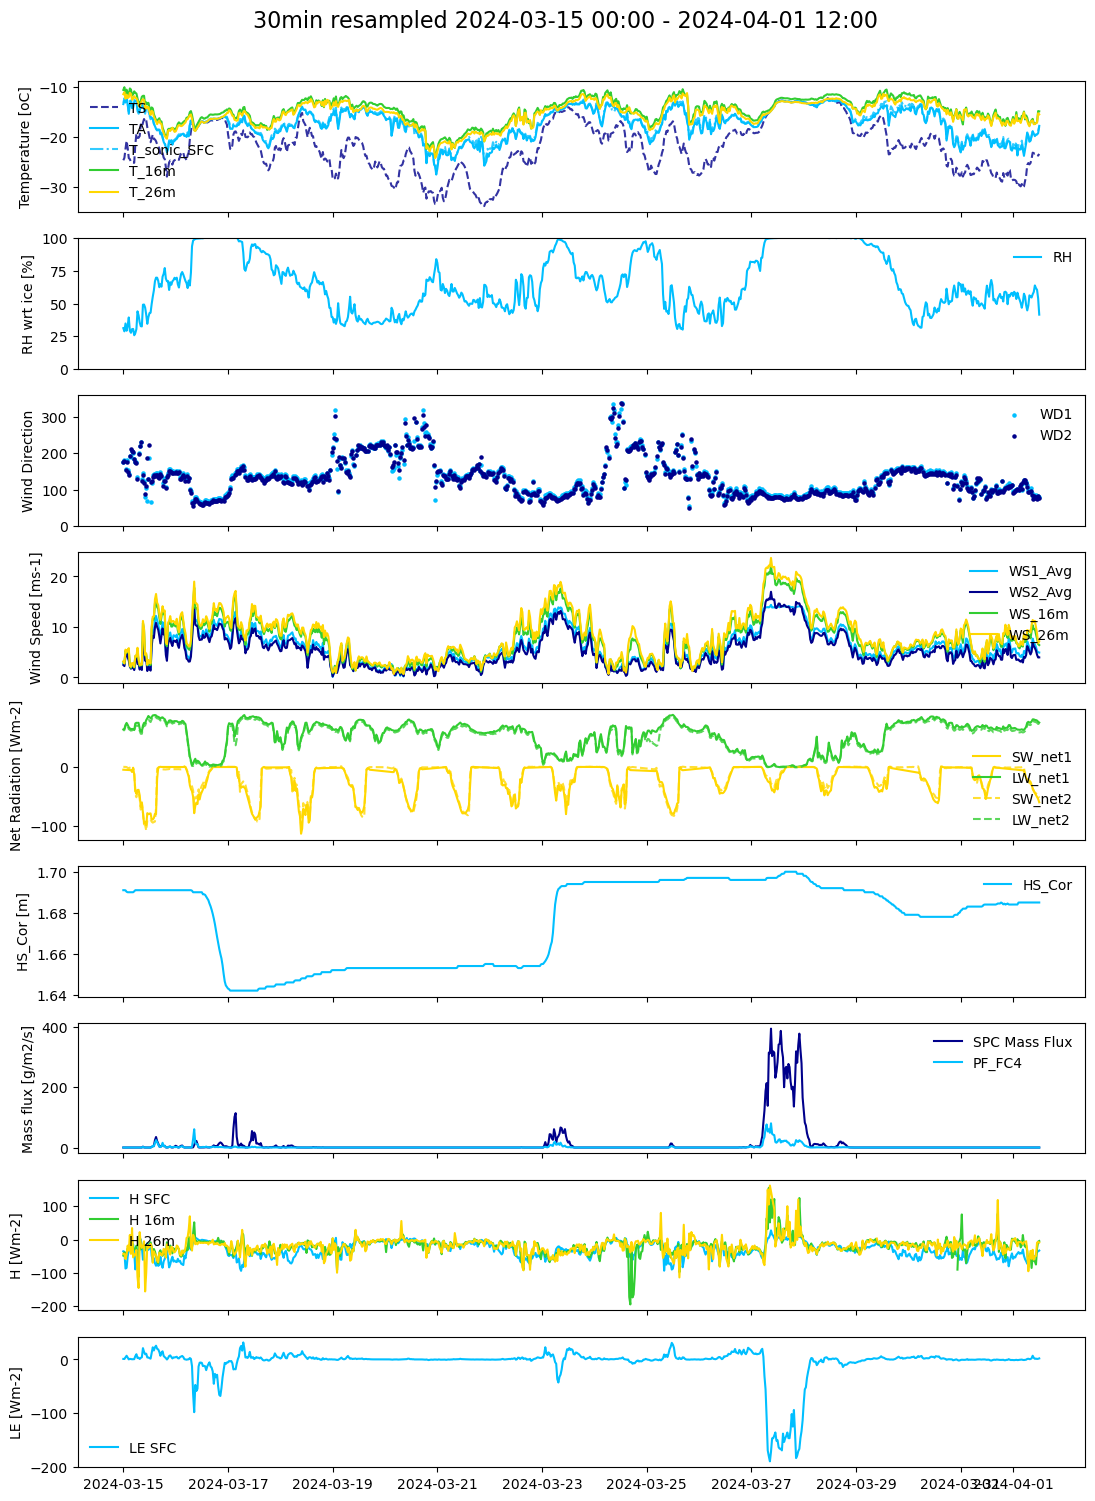 30min resampled 2024-03-15 00:00 - 2024-04-01 12:00
Temperature [oC]
−10
−20
−30
TS
TA
T_sonic_SFC
T_16m
T_26m
RH wrt ice [%]
100
75
50
25
0
RH
Wind Direction
300
200
100
0
WD1
WD2
Wind Speed [ms-1]
20
10
0
WS1_Avg
WS2_Avg
WS_16m
WS_26m
Net Radiation [Wm-2]
0
−100
SW_net1
LW_net1
SW_net2
LW_net2
HS_Cor [m]
1.70
1.68
1.66
1.64
HS_Cor
Mass flux [g/m2/s]
400
200
0
SPC Mass Flux
PF_FC4
H [Wm-2]
100
0
−100
−200
H SFC
H 16m
H 26m
LE [Wm-2]
0
−100
−200
LE SFC
2024-03-15 2024-03-17 2024-03-19 2024-03-21 2024-03-23 2024-03-25 2024-03-27 2024-03-29 2024-03-31 2024-04-01